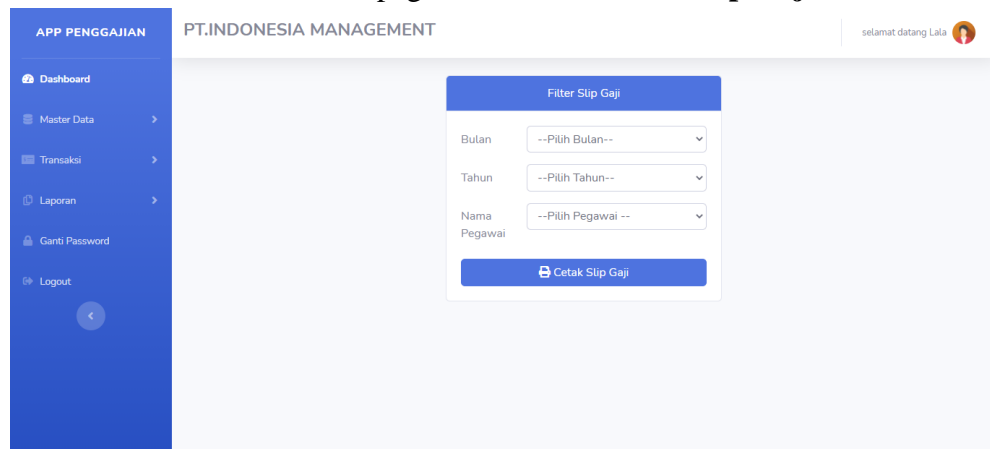 APP PENGGAJIAN
PT.INDONESIA MANAGEMENT
selamat datang Lala
Dashboard
Master Data
Transaksi
Laporan
Ganti Password
Logout
Filter Slip Gaji
Bulan
--Pilih Bulan--
Tahun
--Pilih Tahun--
Nama
Pegawai
--Pilih Pegawai --
Cetak Slip Gaji